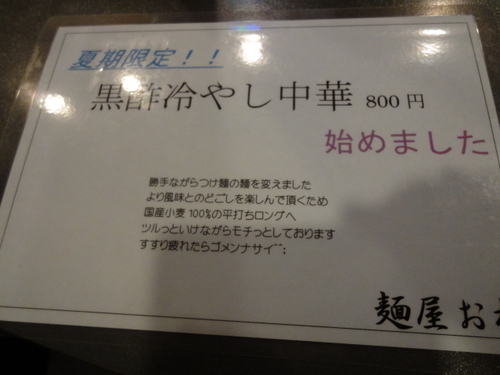 夏期限定！！
黒酢冷やし中華 800円
始めました
勝手ながらつけ麺の麺を変えました
より風味とのどごしを楽しんで頂くため
国産小麦100%の平打ちロングへ
ツルっといけながらモチっとしております
すすり疲れたらゴメンナサイ^^;
麺屋 お